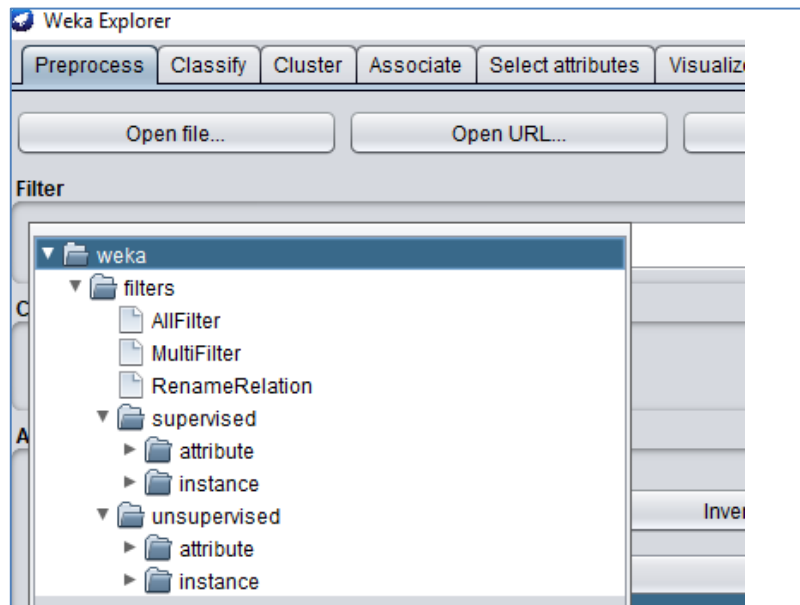 Weka Explorer
Preprocess Classify Cluster Associate Select attributes Visualiz
Open file... Open URL...
Filter
weka
filters
C
AllFilter
MultiFilter
RenameRelation
supervised
A
attribute
instance
Inver
unsupervised
attribute
instance